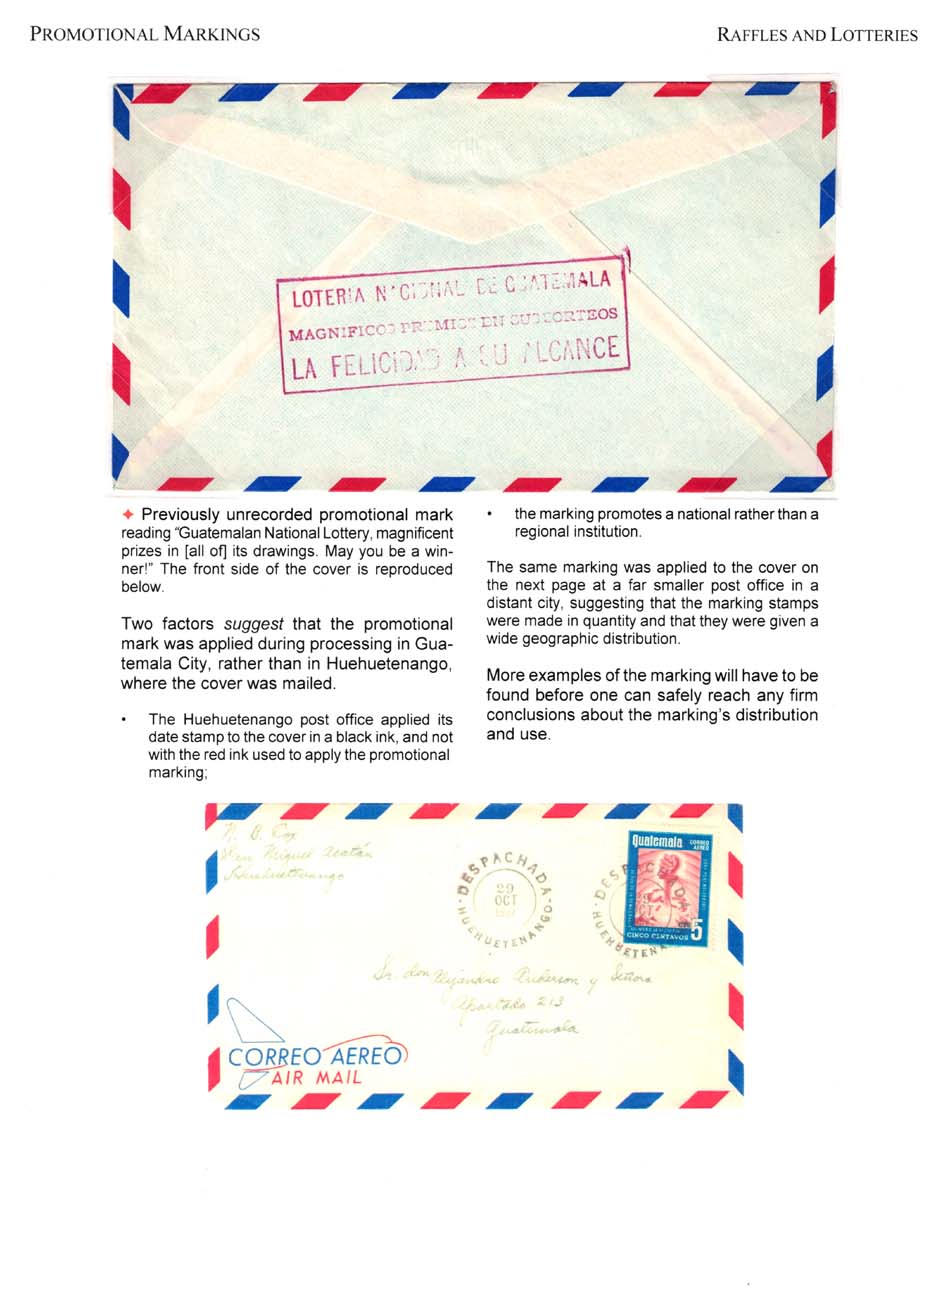 PROMOTIONAL MARKINGS
RAFFLES AND LOTTERIES
LOTERIA NACIONAL DE GUATEMALA
MAGNIFICOS PREMIOS EN SUS SORTEOS
LA FELICIDAD A SU ALCANCE
✦ Previously unrecorded promotional mark
reading “Guatemalan National Lottery, magnificent
prizes in [all of] its drawings. May you be a win-
ner!” The front side of the cover is reproduced
below.
Two factors suggest that the promotional
mark was applied during processing in Gua-
temala City, rather than in Huehuetenango,
where the cover was mailed.
• The Huehuetenango post office applied its
date stamp to the cover in a black ink, and not
with the red ink used to apply the promotional
marking;
• the marking promotes a national rather than a
regional institution.
The same marking was applied to the cover on
the next page at a far smaller post office in a
distant city, suggesting that the marking stamps
were made in quantity and that they were given a
wide geographic distribution.
More examples of the marking will have to be
found before one can safely reach any firm
conclusions about the marking’s distribution
and use.
N. B. Cox
San Miguel Acatán
Huehuetenango
DESPACHADA
29
OCT
HUEHUETENANGO
Guatemala CORREO
AEREO
CINCO CENTAVOS 5
DESPACHADA
29
OCT
HUEHUETENANGO
Sr. don Alejandro y Señora
Apartado 213
Guatemala
CORREO AEREO
AIR MAIL